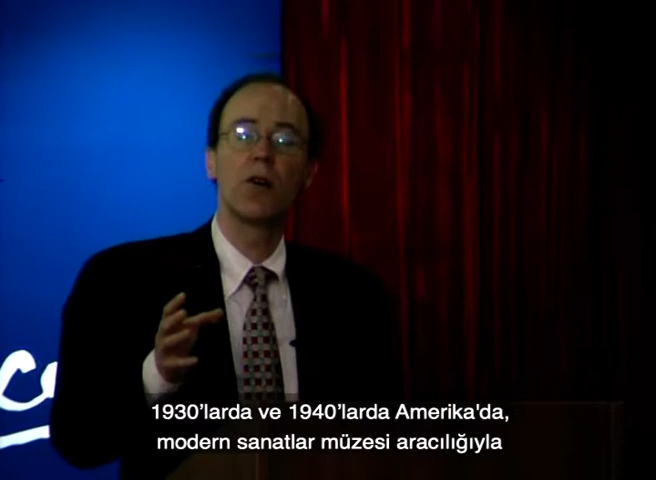 1930’larda ve 1940’larda Amerika'da,
modern sanatlar müzesi aracılığıyla